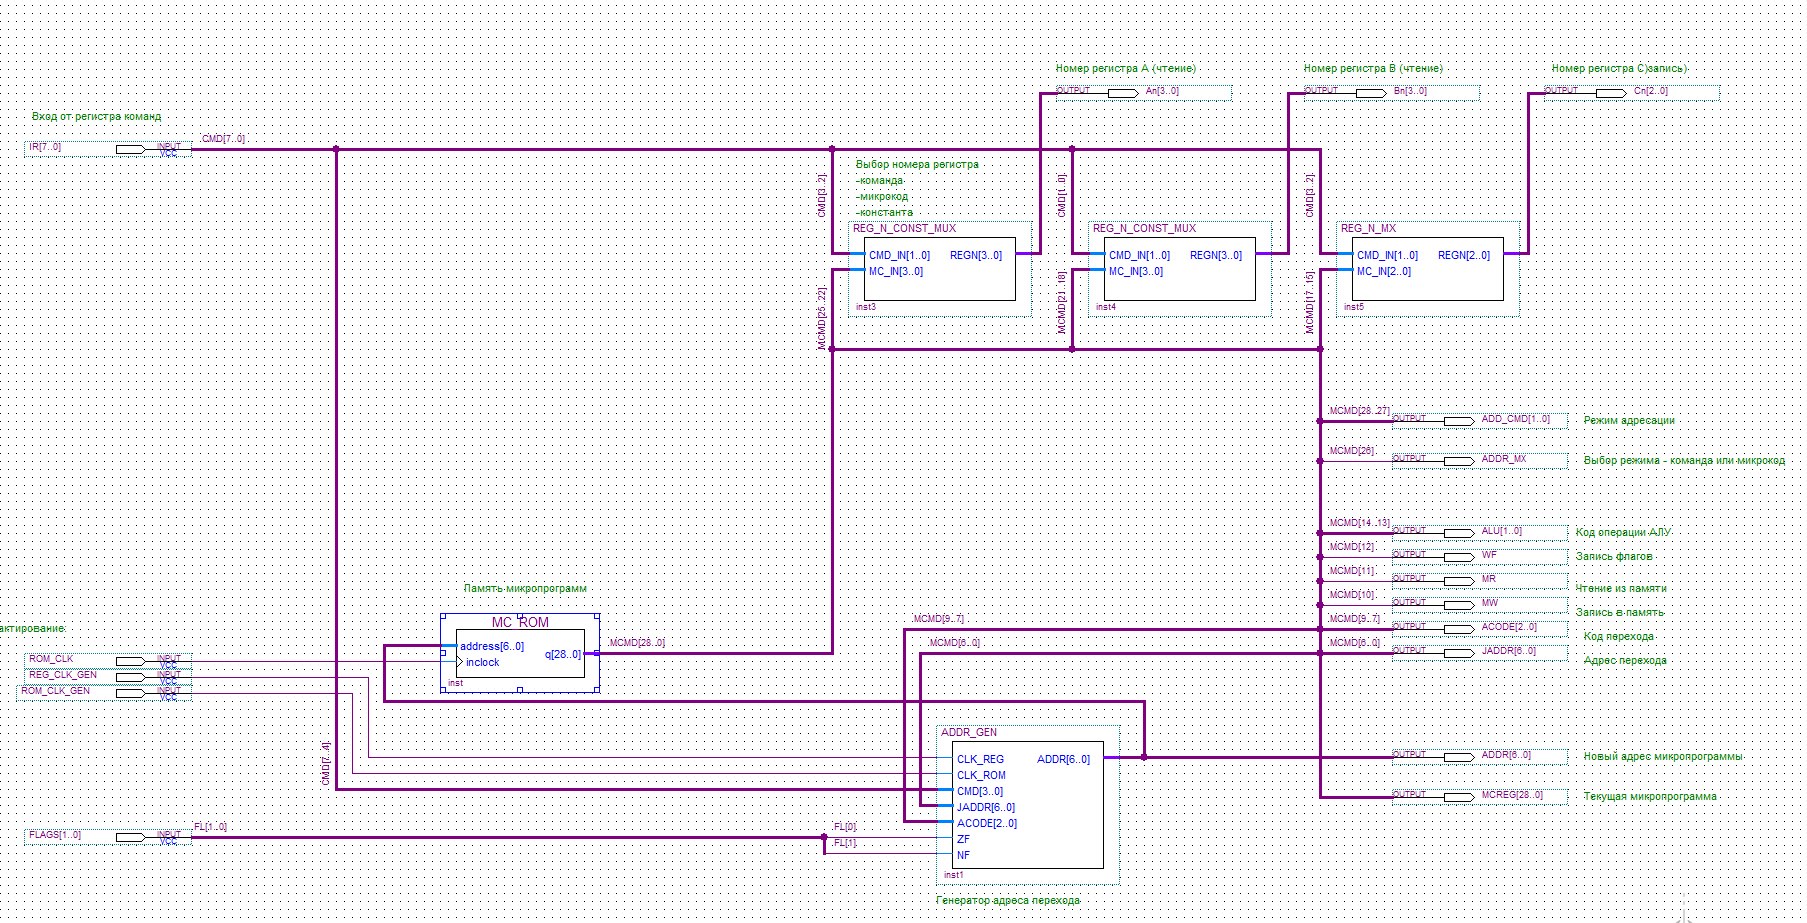 Номер регистра A (чтение)
Номер регистра B (чтение)
Номер регистра C)запись)
OUTPUT An[3..0]
OUTPUT Bn[3..0]
OUTPUT Cn[2..0]
Вход от регистра команд
IR[7..0] INPUT VCC
CMD[7..0]
Выбор номера регистра
-команда
-микрокод
-константа
CMD[3..2]
CMD[1..0]
CMD[3..2]
REG_N_CONST_MUX
CMD_IN[1..0] REGN[3..0]
MC_IN[3..0]
inst3
REG_N_CONST_MUX
CMD_IN[1..0] REGN[3..0]
MC_IN[3..0]
inst4
REG_N_MX
CMD_IN[1..0] REGN[2..0]
MC_IN[2..0]
inst5
MCMD[25..22]
MCMD[21..18]
MCMD[17..15]
MCMD[28..27] OUTPUT ADD_CMD[1..0] Режим адресации
MCMD[26] OUTPUT ADDR_MX Выбор режима - команда или микрокод
MCMD[14..13] OUTPUT ALU[1..0] Код операции АЛУ
MCMD[12] OUTPUT WF Запись флагов
MCMD[11] OUTPUT MR Чтение из памяти
MCMD[10] OUTPUT MW Запись в память
MCMD[9..7] OUTPUT ACODE[2..0] Код перехода
MCMD[6..0] OUTPUT JADDR[6..0] Адрес перехода
Память микропрограмм
MC_ROM
address[6..0] q[28..0]
inclock
inst
MCMD[28..0]
MCMD[9..7]
MCMD[6..0]
актирование:
ROM_CLK INPUT VCC
REG_CLK_GEN INPUT VCC
ROM_CLK_GEN INPUT VCC
CMD[7..4]
ADDR_GEN
CLK_REG ADDR[6..0]
CLK_ROM
CMD[3..0]
JADDR[6..0]
ACODE[2..0]
ZF
NF
inst1
Генератор адреса перехода
OUTPUT ADDR[6..0] Новый адрес микропрограммы
OUTPUT MCREG[28..0] Текущая микропрограмма
FLAGS[1..0] INPUT VCC
FL[1..0]
FL[0]
FL[1]